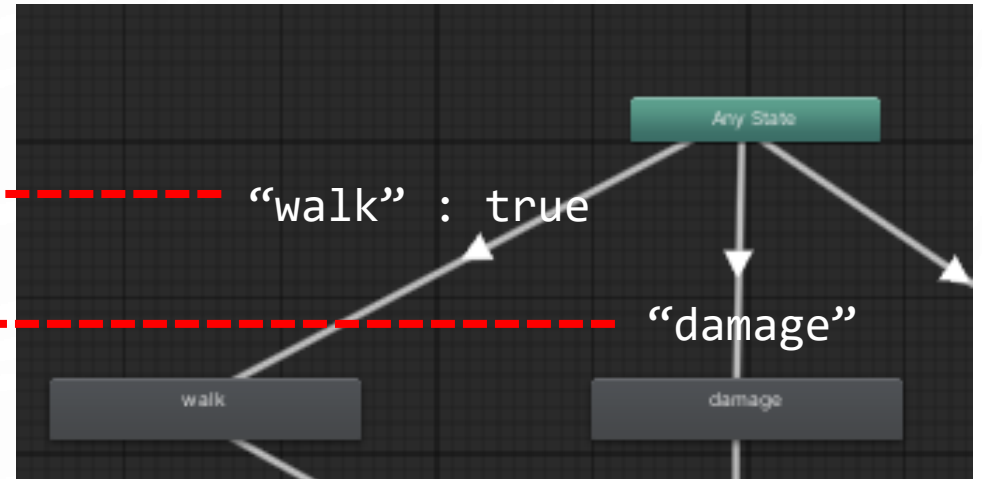 Any State
“walk” : true
“damage”
walk
damage